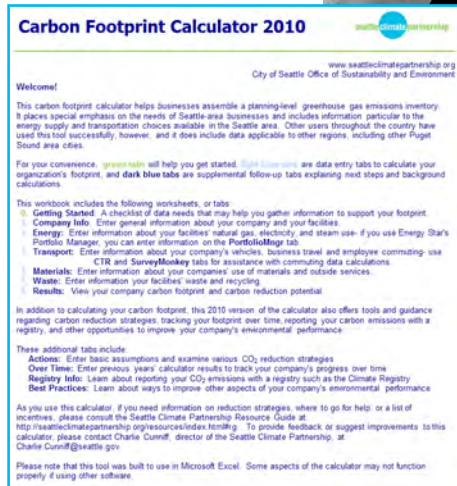 Carbon Footprint Calculator 2010
seattleclimatepartnership
www.seattleclimatepartnership.org
City of Seattle Office of Sustainability and Environment
Welcome!
This carbon footprint calculator helps businesses assemble a planning-level greenhouse gas emissions inventory.
It places special emphasis on the needs of Seattle-area businesses and includes information particular to the
energy supply and transportation choices available in the Seattle area. Other users throughout the country have
used this tool successfully, however, and it does include data applicable to other regions, including other Puget
Sound area cities.
For your convenience, green tabs will help you get started, light blue tabs are data entry tabs to calculate your
organization's footprint, and dark blue tabs are supplemental follow-up tabs explaining next steps and background
calculations.
This workbook includes the following worksheets, or tabs:
0. Getting Started: A checklist of data needs that may help you gather information to support your footprint.
Company Info: Enter general information about your company and your facilities.
Energy: Enter information about your facilities' natural gas, electricity, and steam use- if you use Energy Star's
Portfolio Manager, you can enter information on the PortfolioMngr tab.
Transport: Enter information about your company's vehicles, business travel and employee commuting- use
CTR and SurveyMonkey tabs for assistance with commuting data calculations.
Materials: Enter information about your companies' use of materials and outside services.
Waste: Enter information your facilities' waste and recycling.
Results: View your company carbon footprint and carbon reduction potential.
In addition to calculating your carbon footprint, this 2010 version of the calculator also offers tools and guidance
regarding carbon reduction strategies, tracking your footprint over time, reporting your carbon emissions with a
registry, and other opportunities to improve your company's environmental performance.
These additional tabs include:
Actions: Enter basic assumptions and examine various CO2 reduction strategies
Over Time: Enter previous years' calculator results to track your company's progress over time
Registry Info: Learn about reporting your CO2 emissions with a registry such as the Climate Registry
Best Practices: Learn about ways to improve other aspects of your company's environmental performance
As you use this calculator, if you need information on reduction strategies, where to go for help, or a list of
incentives, please consult the Seattle Climate Partnership Resource Guide at
http://seattleclimatepartnership.org/resources/index.html#g. To provide feedback or suggest improvements to this
calculator, please contact Charlie Cunniff, director of the Seattle Climate Partnership, at
Charlie.Cunniff@seattle.gov.
Please note that this tool was built to use in Microsoft Excel. Some aspects of the calculator may not function
properly if using other software.